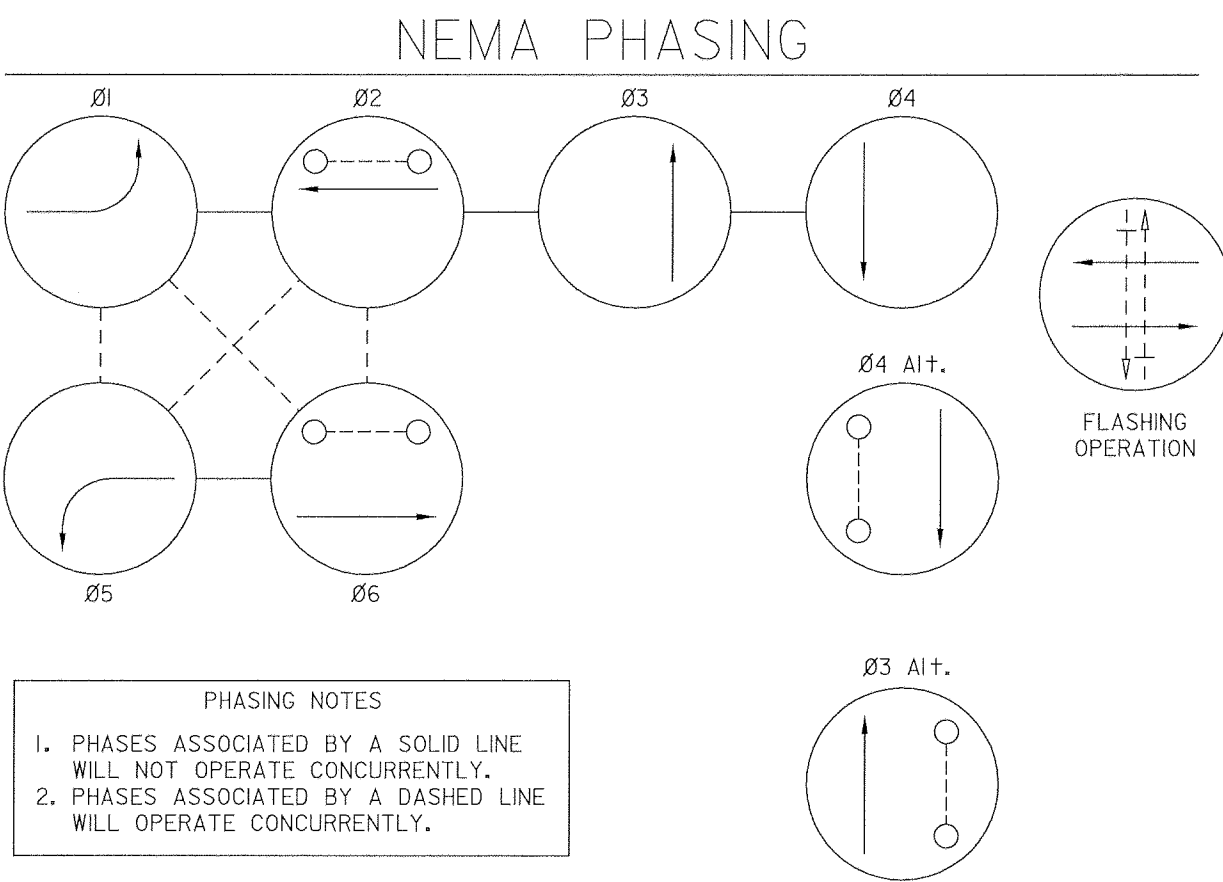 NEMA PHASING
Ø1
Ø2
Ø3
Ø4
Ø4 Alt.
FLASHING
OPERATION
Ø5
Ø6
Ø3 Alt.
PHASING NOTES
1. PHASES ASSOCIATED BY A SOLID LINE
WILL NOT OPERATE CONCURRENTLY.
2. PHASES ASSOCIATED BY A DASHED LINE
WILL OPERATE CONCURRENTLY.